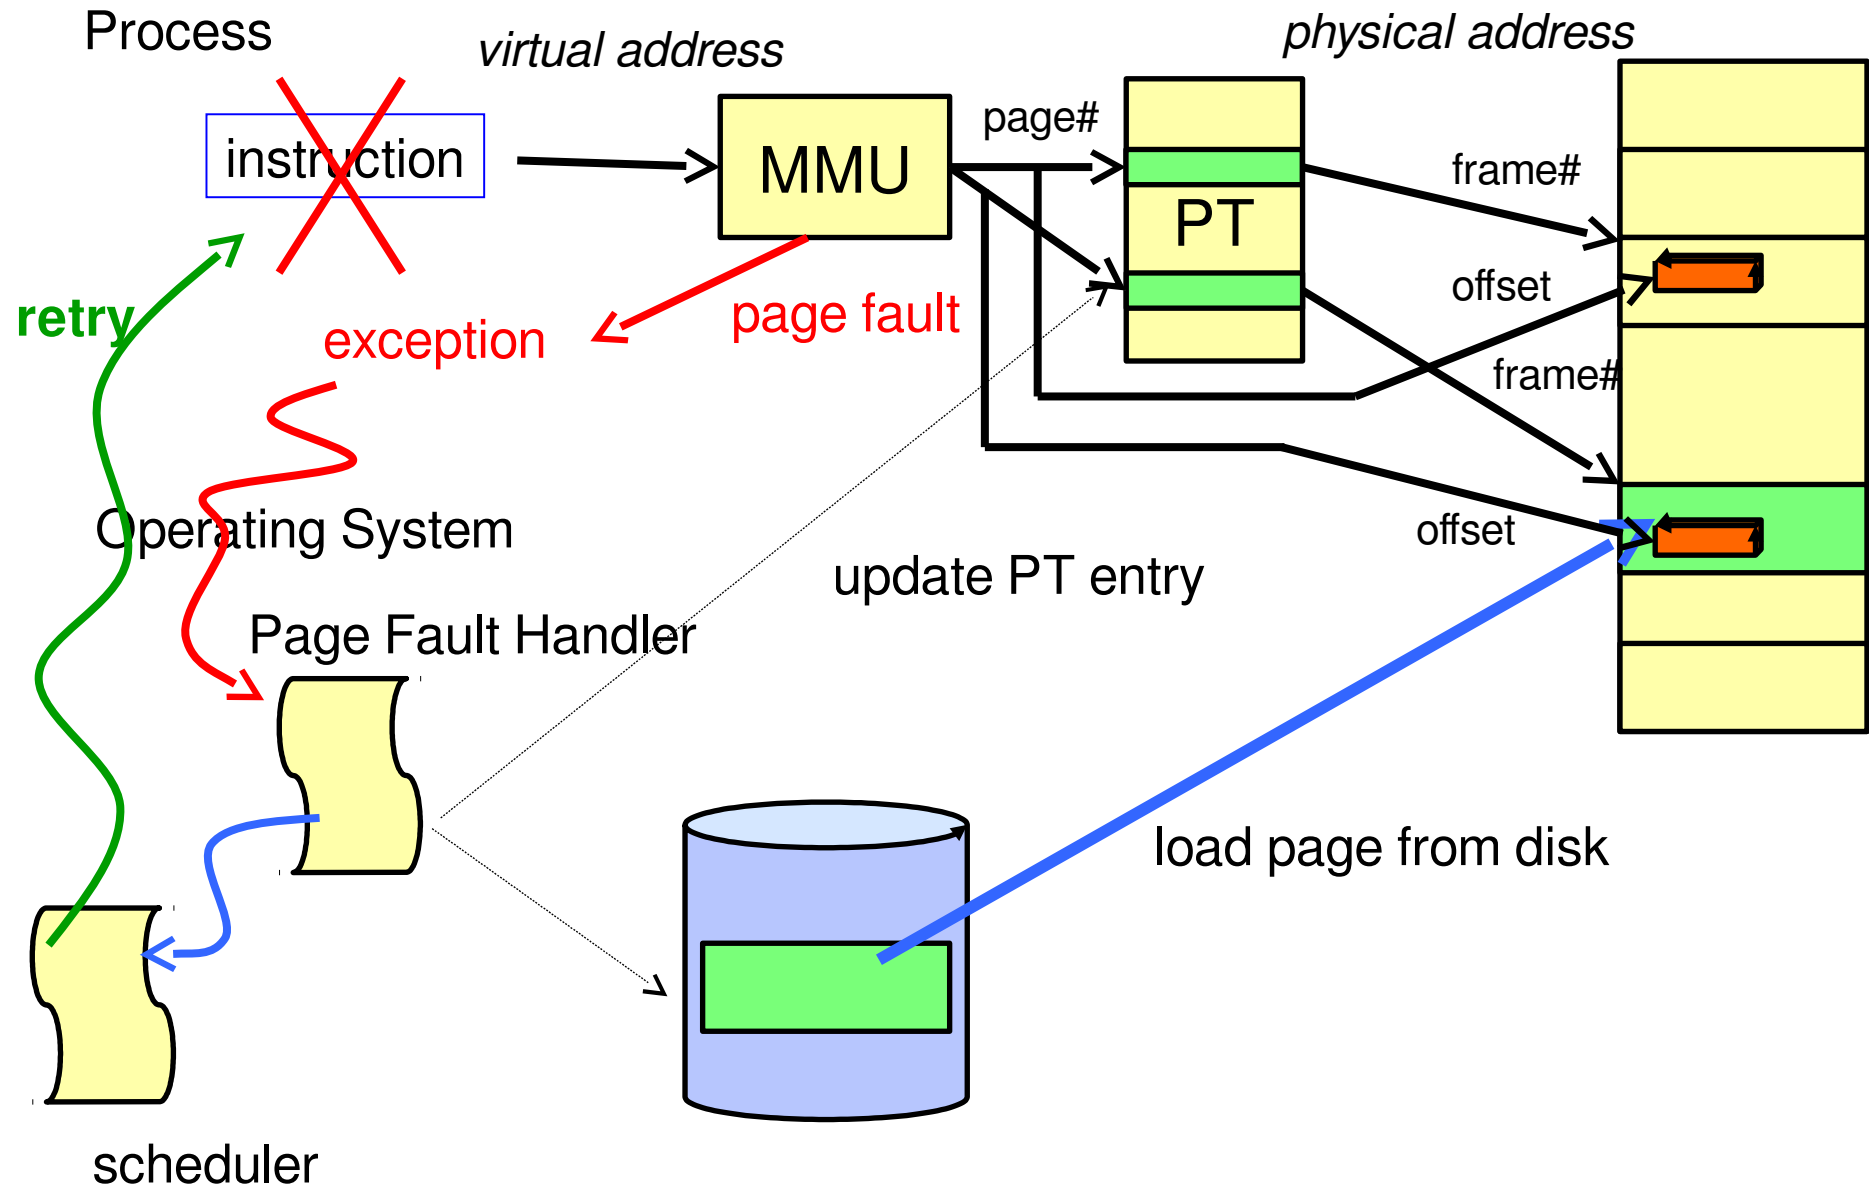 Process
virtual address
physical address
page#
instruction
MMU
frame#
PT
offset
retry
exception
page fault
frame#
Operating System
offset
update PT entry
Page Fault Handler
load page from disk
scheduler